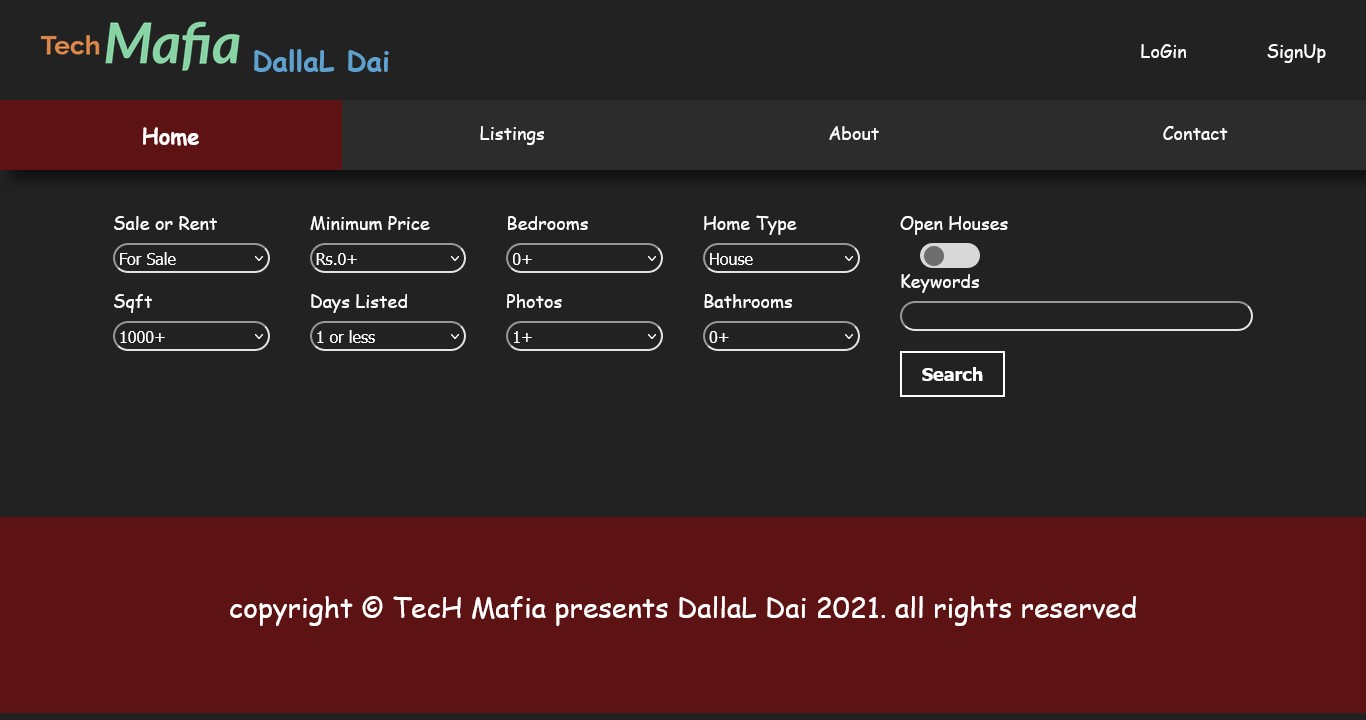 Tech Mafia DallaL Dai
LoGin SignUp
Home Listings About Contact
Sale or Rent Minimum Price Bedrooms Home Type Open Houses
For Sale Rs.0+ 0+ House
Keywords
Sqft Days Listed Photos Bathrooms
1000+ 1 or less 1+ 0+
Search
copyright © TecH Mafia presents DallaL Dai 2021. all rights reserved